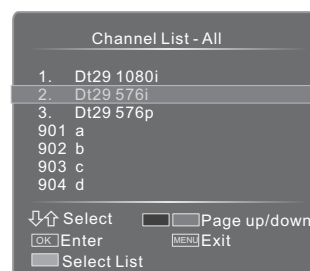 Channel List - All
1. Dt29 1080i
2. Dt29 576i
3. Dt29 576p
901 a
902 b
903 c
904 d
Select Page up/down
OK Enter MENU Exit
Select List